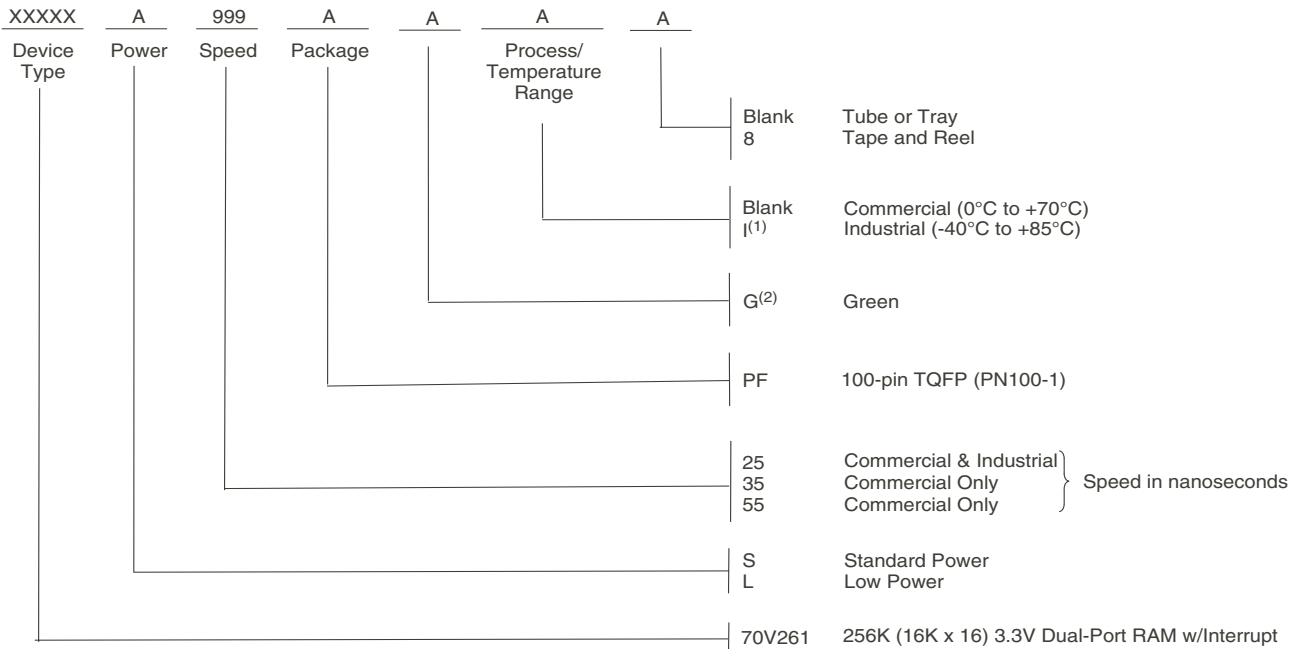 XXXXX A 999 A A A A
Device Type Power Speed Package Process/ Temperature Range
Blank Tube or Tray
8 Tape and Reel
Blank Commercial (0°C to +70°C)
I(1) Industrial (-40°C to +85°C)
G(2) Green
PF 100-pin TQFP (PN100-1)
25 Commercial & Industrial
35 Commercial Only Speed in nanoseconds
55 Commercial Only
S Standard Power
L Low Power
70V261 256K (16K x 16) 3.3V Dual-Port RAM w/Interrupt